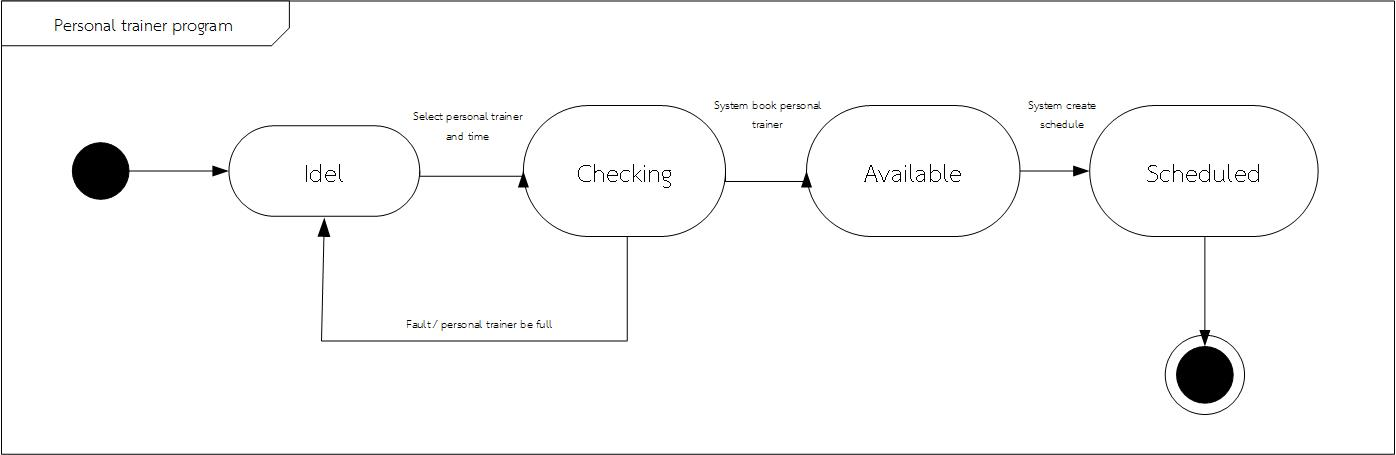 Personal trainer program
Select personal trainer
and time
System book personal
trainer
System create
schedule
Idel
Checking
Available
Scheduled
Fault / personal trainer be full